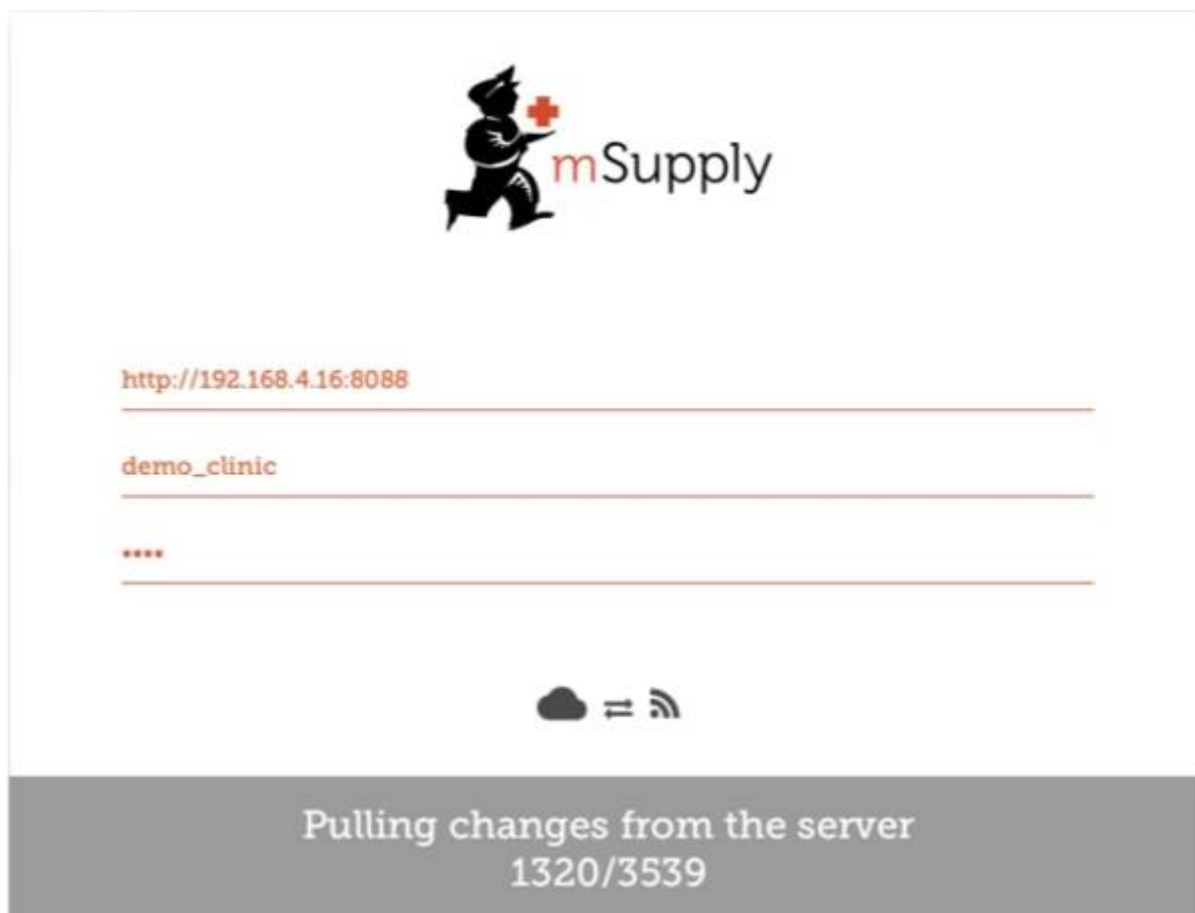 mSupply
http://192.168.4.16:8088
demo_clinic
••••
Pulling changes from the server
1320/3539